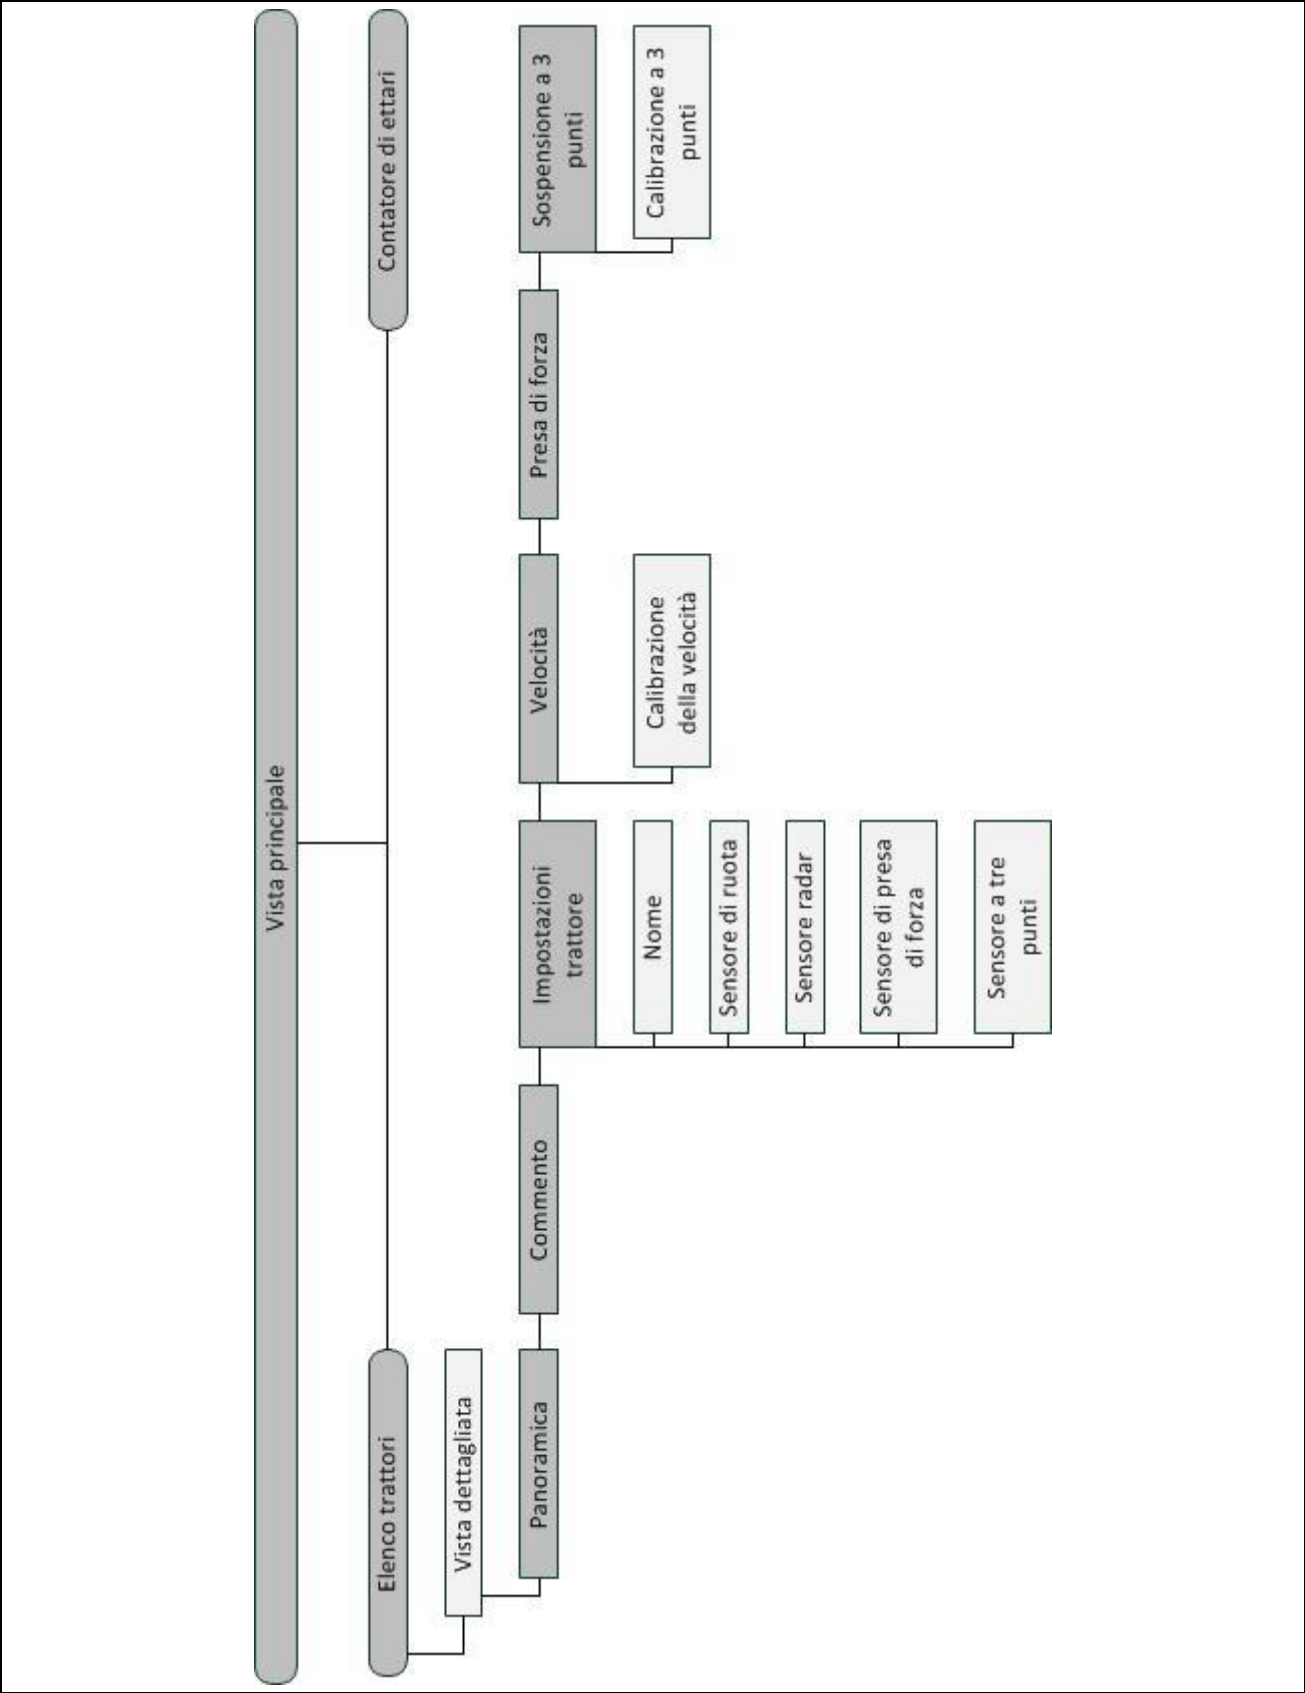 Vista principale
Elenco trattori
Contatore di ettari
Vista dettagliata
Panoramica
Commento
Impostazioni
trattore
Nome
Sensore di ruota
Sensore radar
Sensore di presa
di forza
Sensore a tre
punti
Velocità
Calibrazione
della velocità
Presa di forza
Sospensione a 3
punti
Calibrazione a 3
punti